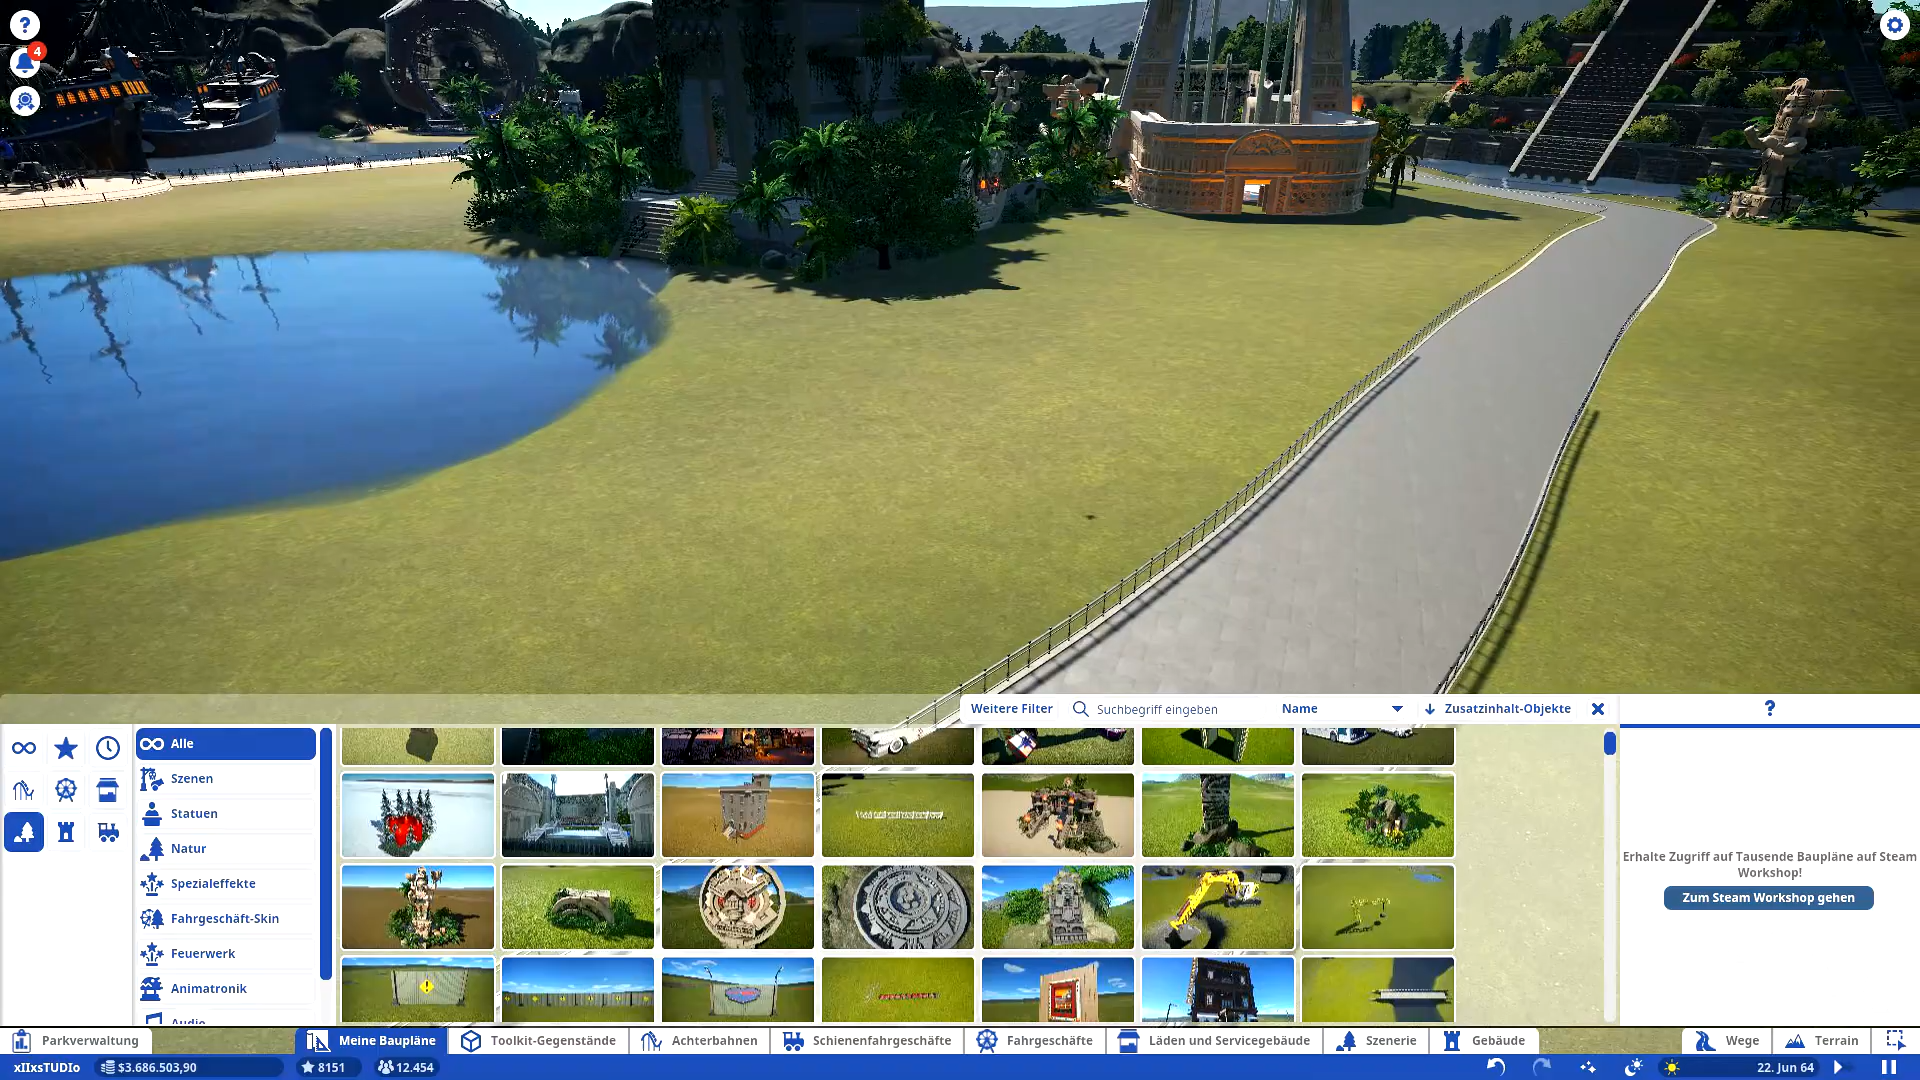 ?
4
Weitere Filter
Suchbegriff eingeben
Name
Zusatzinhalt-Objekte
?
Alle
Szenen
Statuen
Natur
Spezialeffekte
Fahrgeschäft-Skin
Feuerwerk
Animatronik
Audio
Erhalte Zugriff auf Tausende Baupläne auf Steam
Workshop!
Zum Steam Workshop gehen
Parkverwaltung
Meine Baupläne
Toolkit-Gegenstände
Achterbahnen
Schienenfahrgeschäfte
Fahrgeschäfte
Läden und Servicegebäude
Szenerie
Gebäude
Wege
Terrain
xIIxsTUDIo
$3.686.503,90
8151
12.454
22. Jun 64